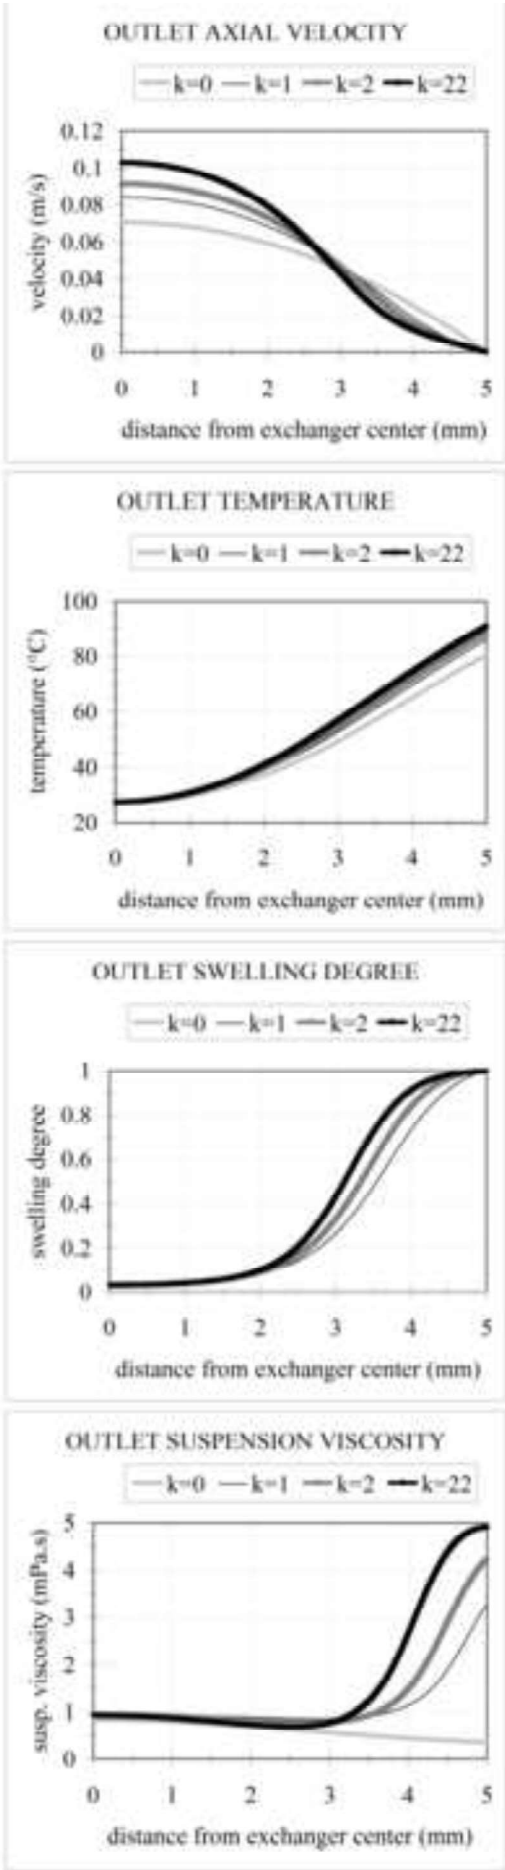 OUTLET AXIAL VELOCITY
k=0 k=1 k=2 k=22
0.12
0.1
0.08
0.06
0.04
0.02
0
velocity (m/s)
0 1 2 3 4 5
distance from exchanger center (mm)
OUTLET TEMPERATURE
k=0 k=1 k=2 k=22
100
80
60
40
20
temperature (°C)
0 1 2 3 4 5
distance from exchanger center (mm)
OUTLET SWELLING DEGREE
k=0 k=1 k=2 k=22
1
0.8
0.6
0.4
0.2
0
swelling degree
0 1 2 3 4 5
distance from exchanger center (mm)
OUTLET SUSPENSION VISCOSITY
k=0 k=1 k=2 k=22
5
4
3
2
1
0
susp. viscosity (mPa.s)
0 1 2 3 4 5
distance from exchanger center (mm)